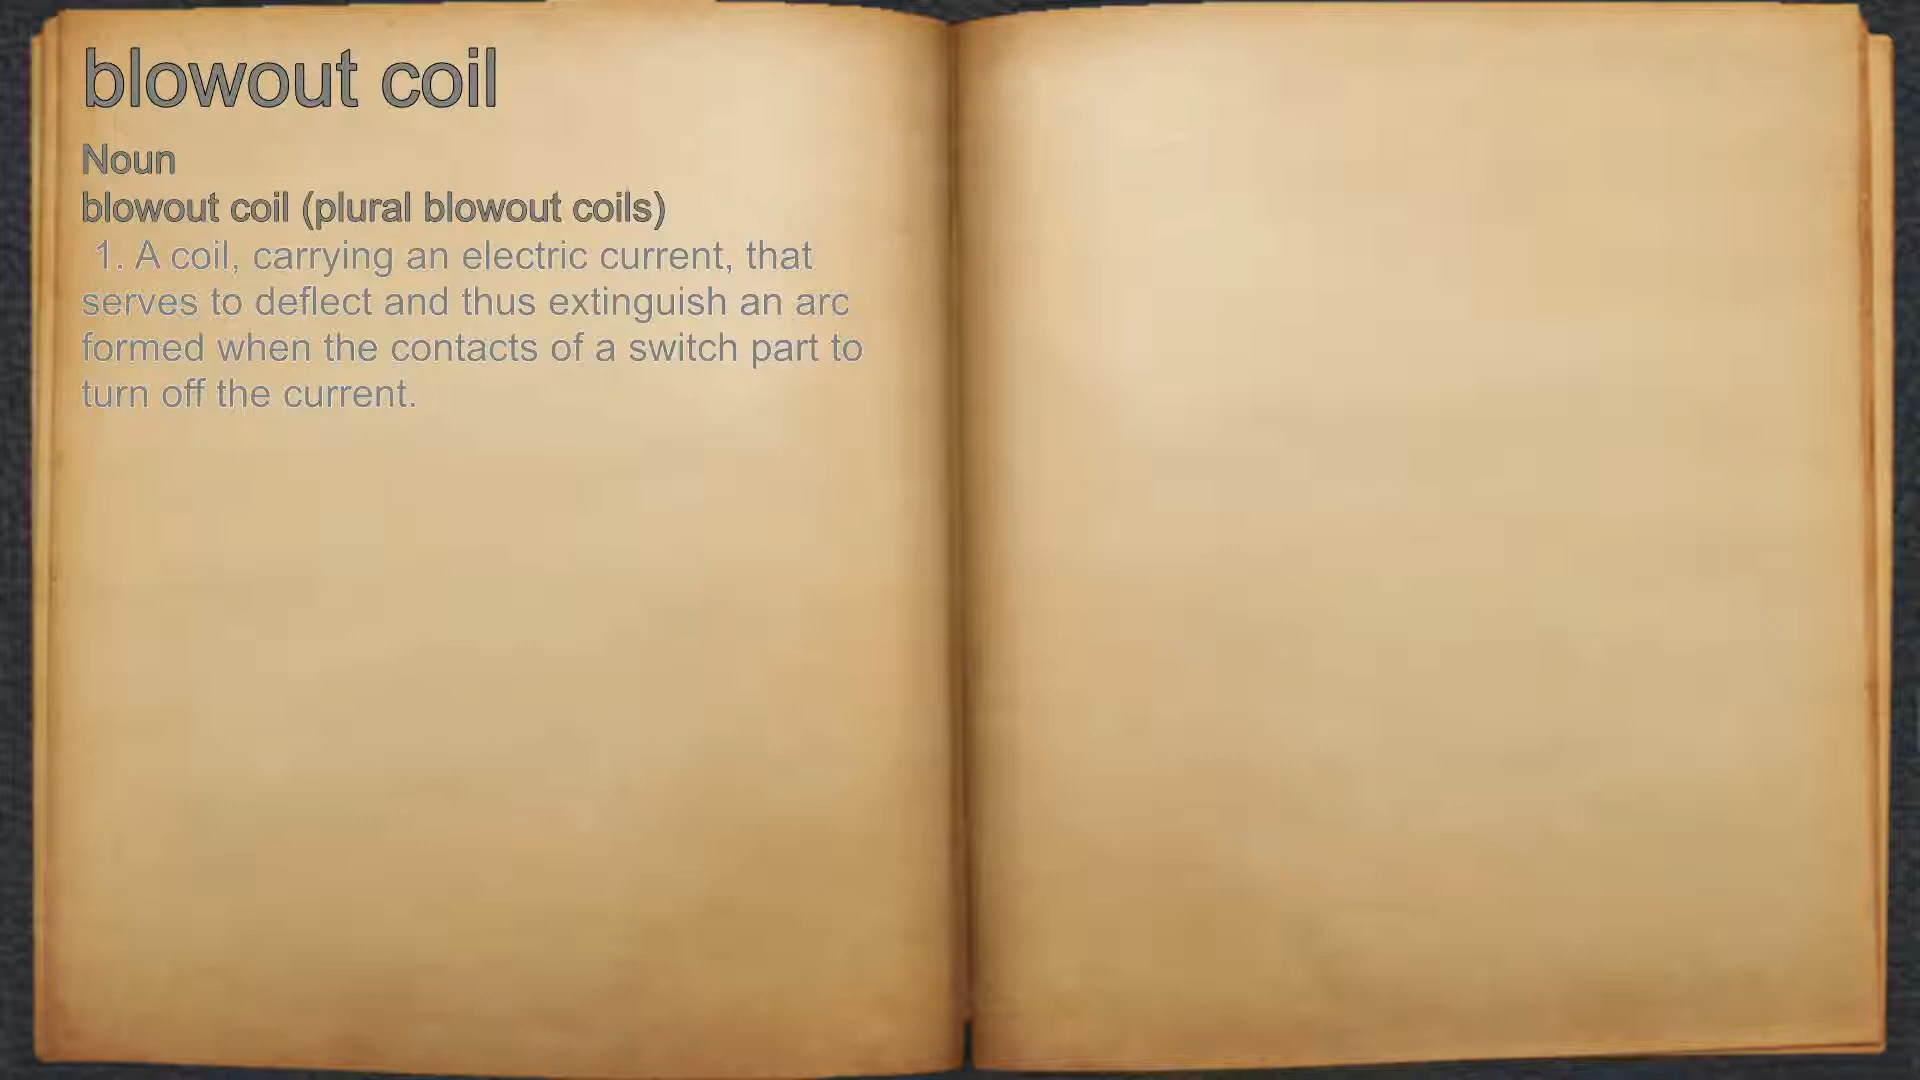 blowout coil
Noun
blowout coil (plural blowout coils)
1. A coil, carrying an electric current, that
serves to deflect and thus extinguish an arc
formed when the contacts of a switch part to
turn off the current.